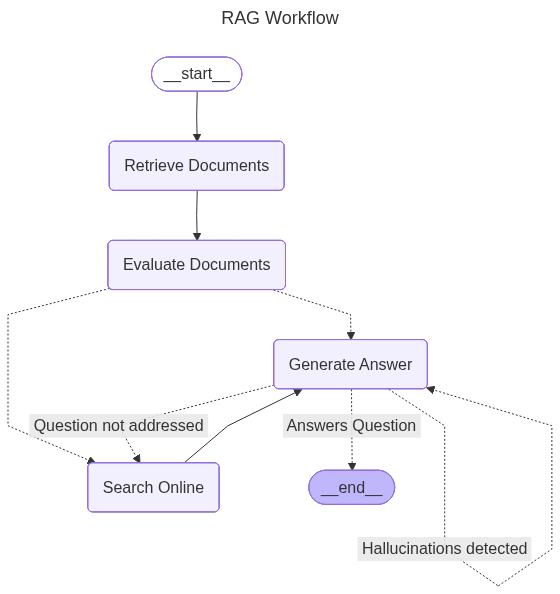 RAG Workflow
__start__
Retrieve Documents
Evaluate Documents
Generate Answer
Question not addressed
Answers Question
Search Online
__end__
Hallucinations detected